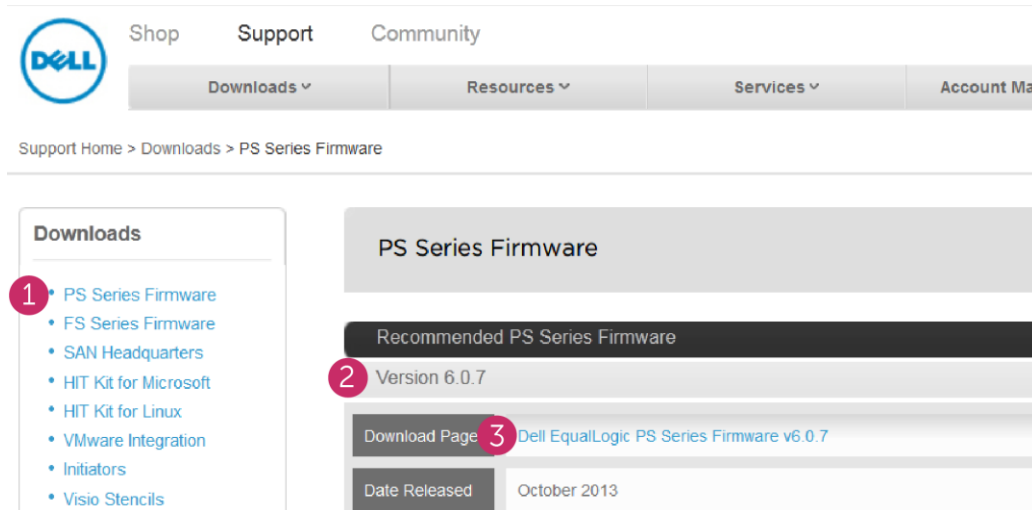 DELL
Shop Support Community
Downloads Resources Services Account Ma
Support Home > Downloads > PS Series Firmware
Downloads
1 • PS Series Firmware
• FS Series Firmware
• SAN Headquarters
• HIT Kit for Microsoft
• HIT Kit for Linux
• VMware Integration
• Initiators
• Visio Stencils
PS Series Firmware
Recommended PS Series Firmware
2 Version 6.0.7
Download Page 3 Dell EqualLogic PS Series Firmware v6.0.7
Date Released October 2013